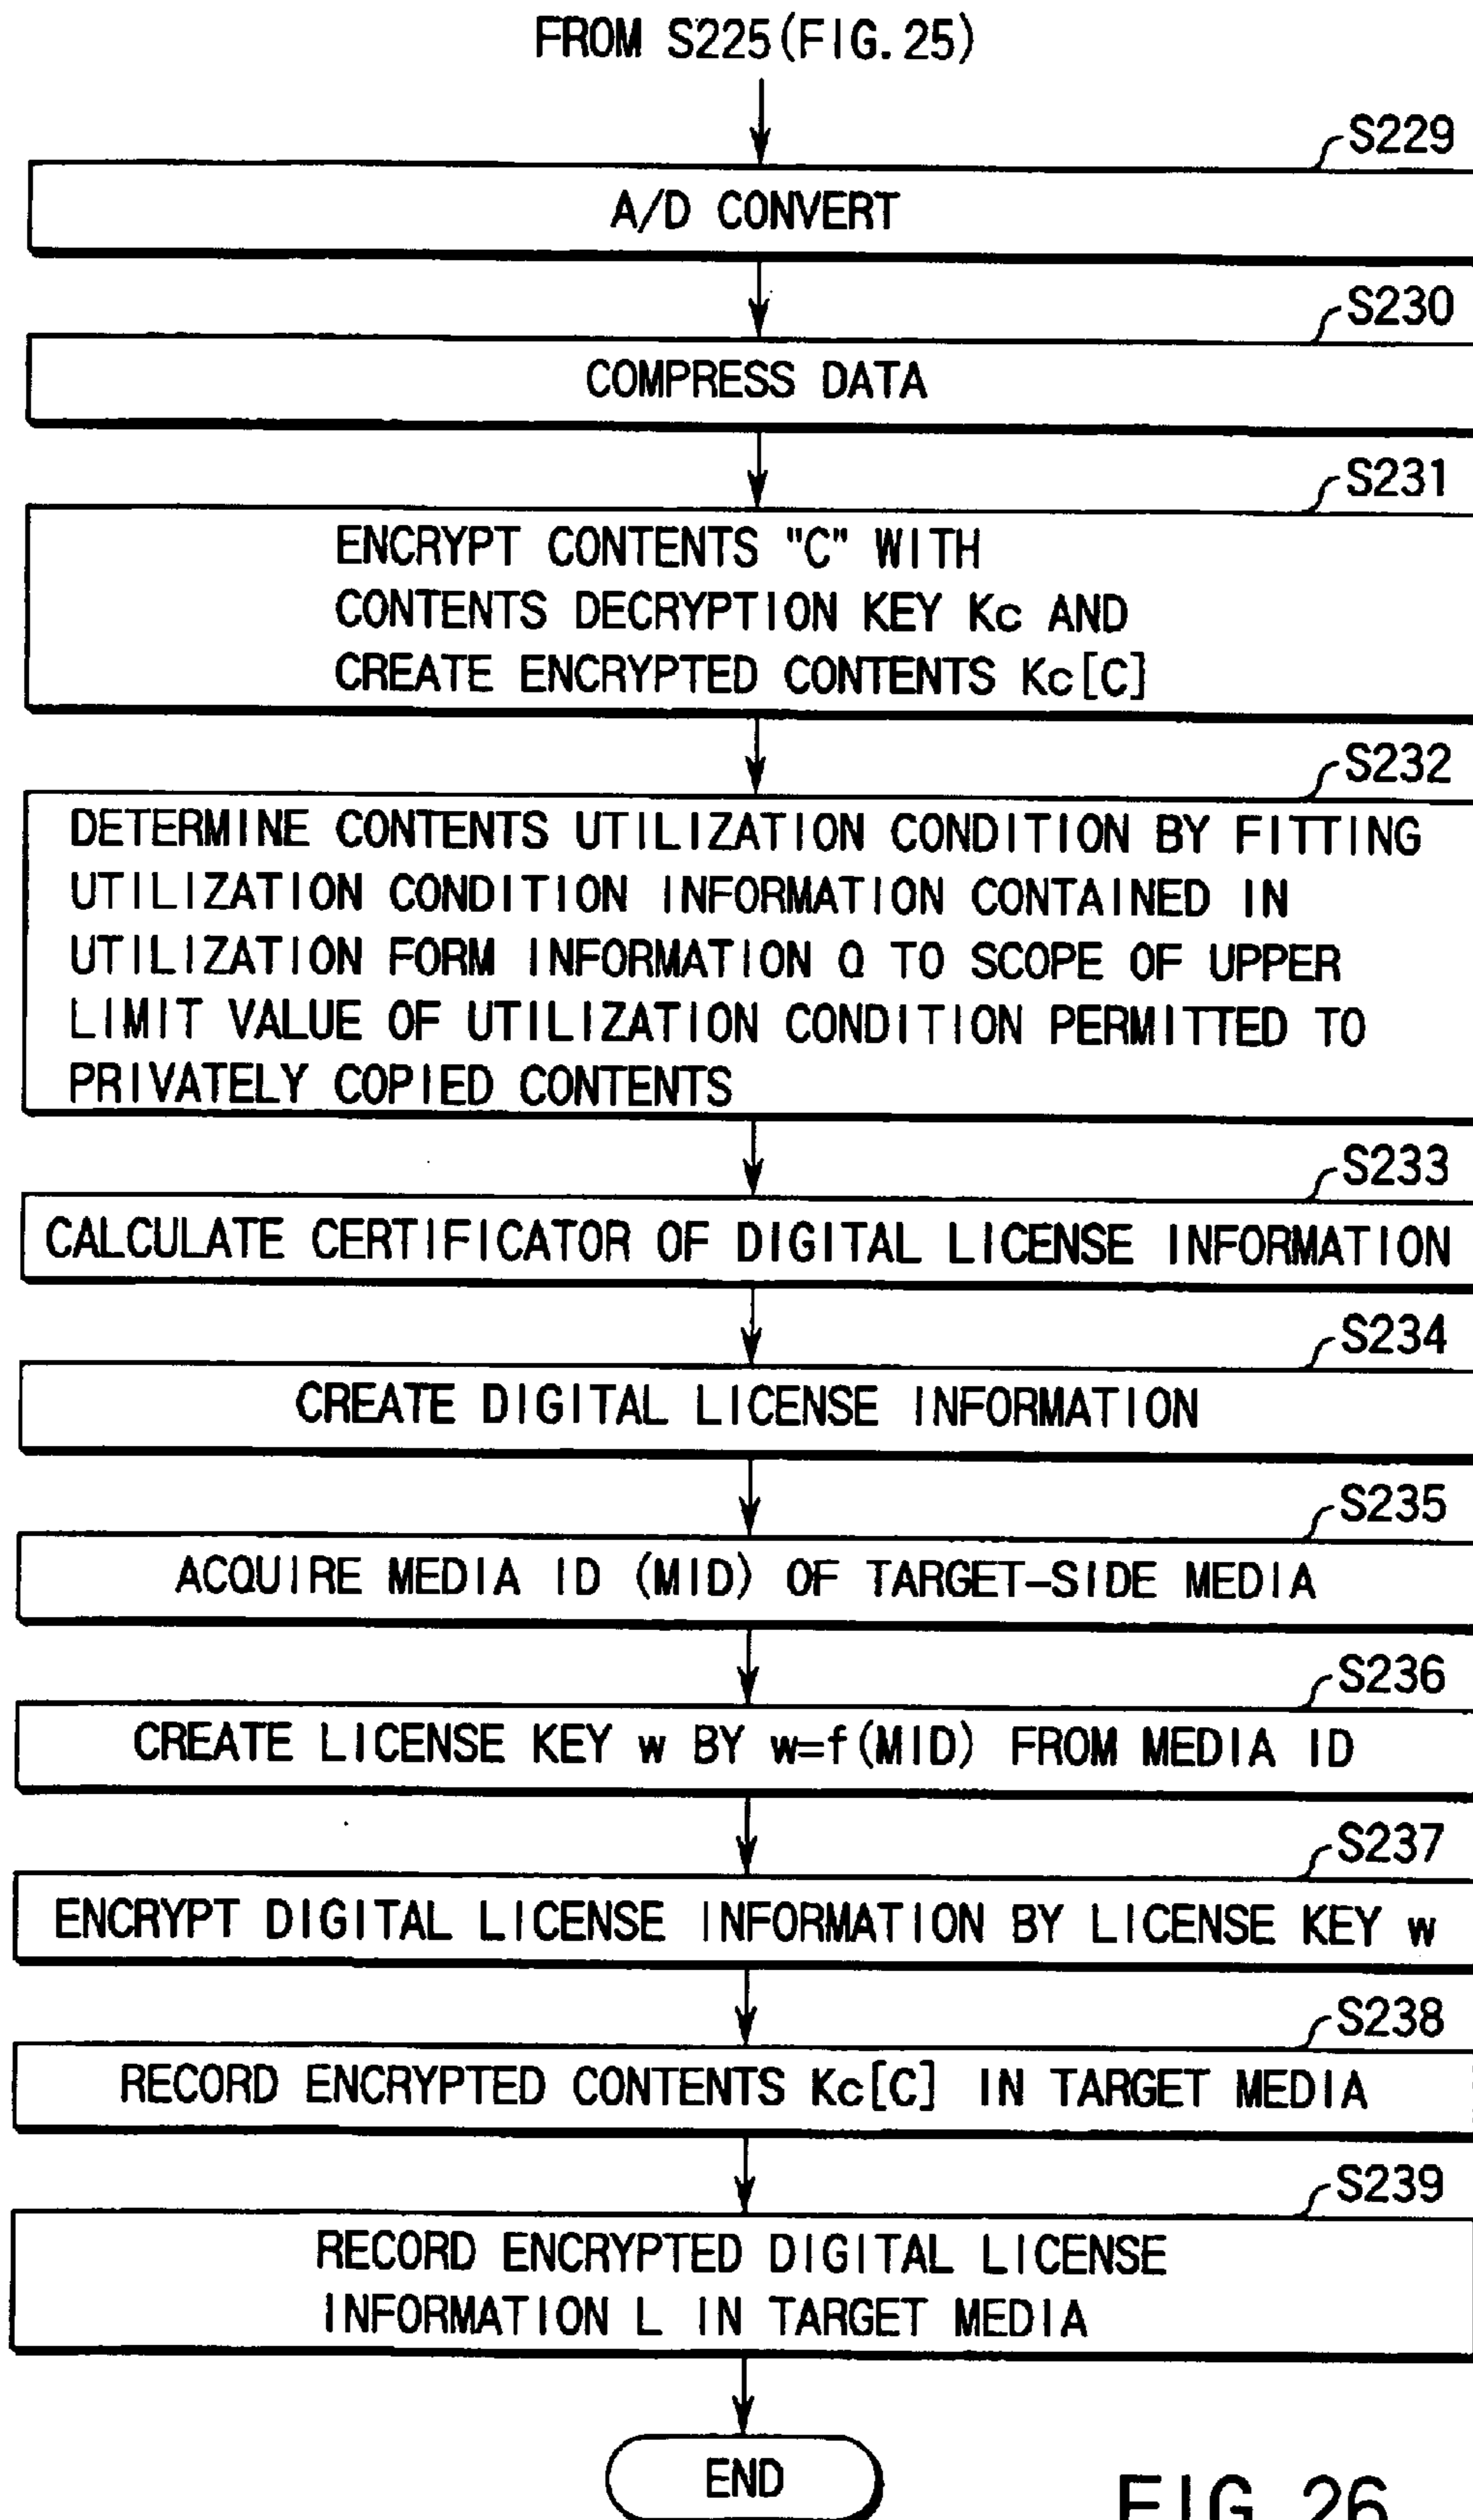 FROM S225(FIG.25)
S229
A/D CONVERT
S230
COMPRESS DATA
S231
ENCRYPT CONTENTS "C" WITH
CONTENTS DECRYPTION KEY Kc AND
CREATE ENCRYPTED CONTENTS Kc[C]
S232
DETERMINE CONTENTS UTILIZATION CONDITION BY FITTING
UTILIZATION CONDITION INFORMATION CONTAINED IN
UTILIZATION FORM INFORMATION Q TO SCOPE OF UPPER
LIMIT VALUE OF UTILIZATION CONDITION PERMITTED TO
PRIVATELY COPIED CONTENTS
S233
CALCULATE CERTIFICATOR OF DIGITAL LICENSE INFORMATION
S234
CREATE DIGITAL LICENSE INFORMATION
S235
ACQUIRE MEDIA ID (MID) OF TARGET-SIDE MEDIA
S236
CREATE LICENSE KEY w BY w=f(MID) FROM MEDIA ID
S237
ENCRYPT DIGITAL LICENSE INFORMATION BY LICENSE KEY w
S238
RECORD ENCRYPTED CONTENTS Kc[C] IN TARGET MEDIA
S239
RECORD ENCRYPTED DIGITAL LICENSE
INFORMATION L IN TARGET MEDIA
END
FIG.26